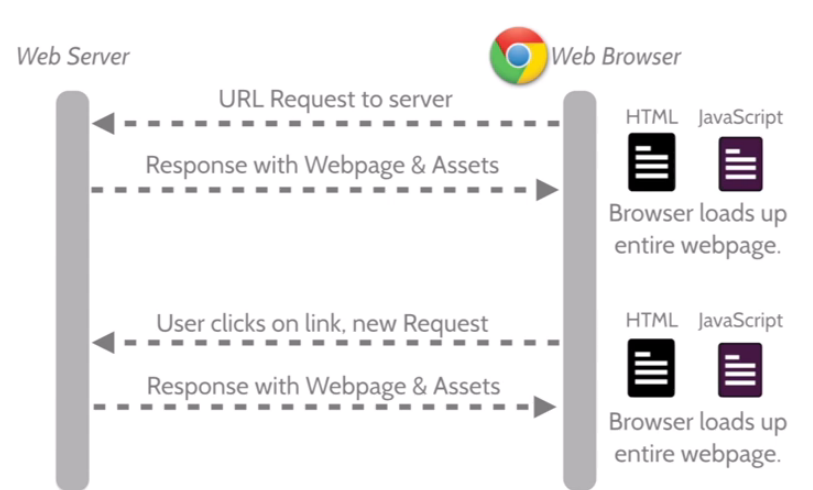 Web Server
Web Browser
URL Request to server
HTML JavaScript
Response with Webpage & Assets
Browser loads up
entire webpage.
User clicks on link, new Request
HTML JavaScript
Response with Webpage & Assets
Browser loads up
entire webpage.